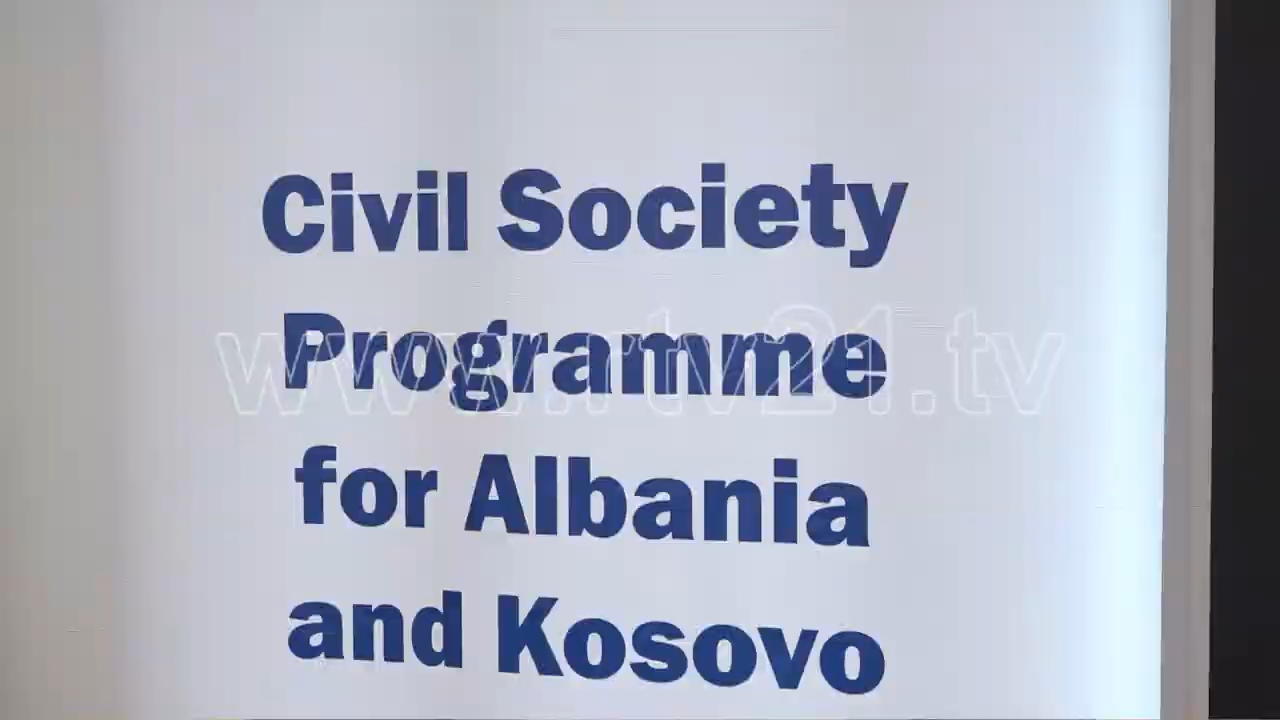 Civil Society
Programme
www.rtv21.tv
for Albania
and Kosovo